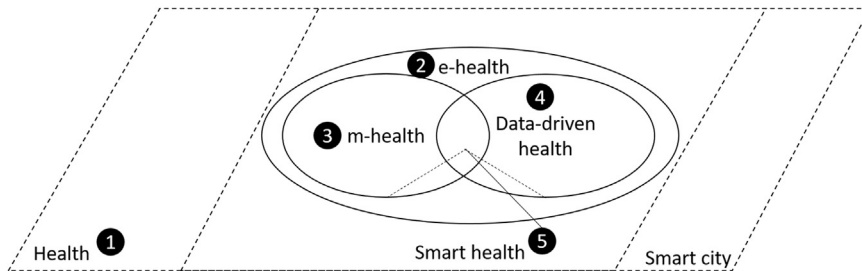 2 e-health
4
3 m-health
Data-driven
health
Health 1
Smart health 5
Smart city